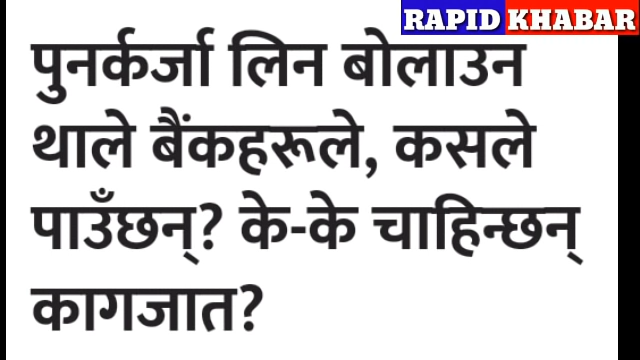 RAPID KHABAR
पुनर्कर्जा लिन बोलाउन
थाले बैंकहरूले, कसले
पाउँछन्? के-के चाहिन्छन्
कागजात?